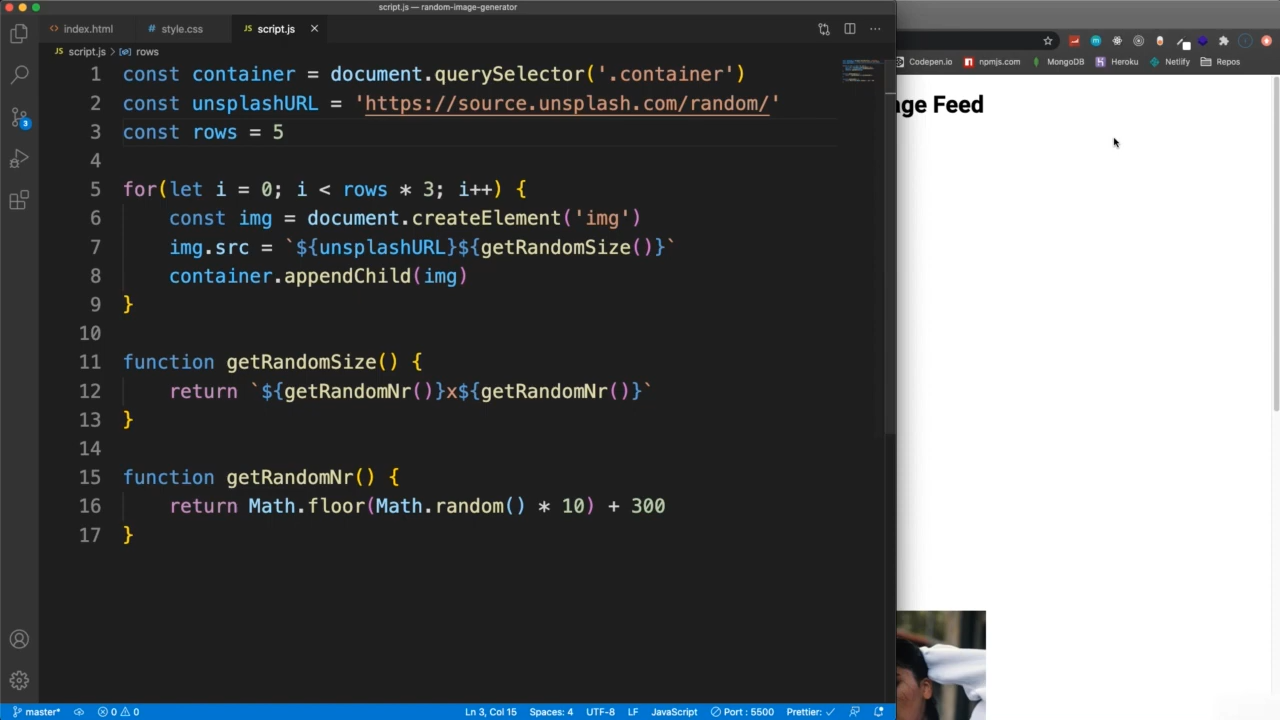 script.js — random-image-generator
index.html
# style.css
JS script.js
JS script.js > rows
1 const container = document.querySelector('.container')
2 const unsplashURL = 'https://source.unsplash.com/random/'
3 const rows = 5
4
5 for(let i = 0; i < rows * 3; i++) {
6 const img = document.createElement('img')
7 img.src = `${unsplashURL}${getRandomSize()}`
8 container.appendChild(img)
9 }
10
11 function getRandomSize() {
12 return `${getRandomNr()}x${getRandomNr()}`
13 }
14
15 function getRandomNr() {
16 return Math.floor(Math.random() * 10) + 300
17 }
3
master*
0 0
Ln 3, Col 15
Spaces: 4
UTF-8
LF
JavaScript
Port : 5500
Prettier: ✓
Codepen.io
npmjs.com
MongoDB
Heroku
Netlify
Repos
age Feed